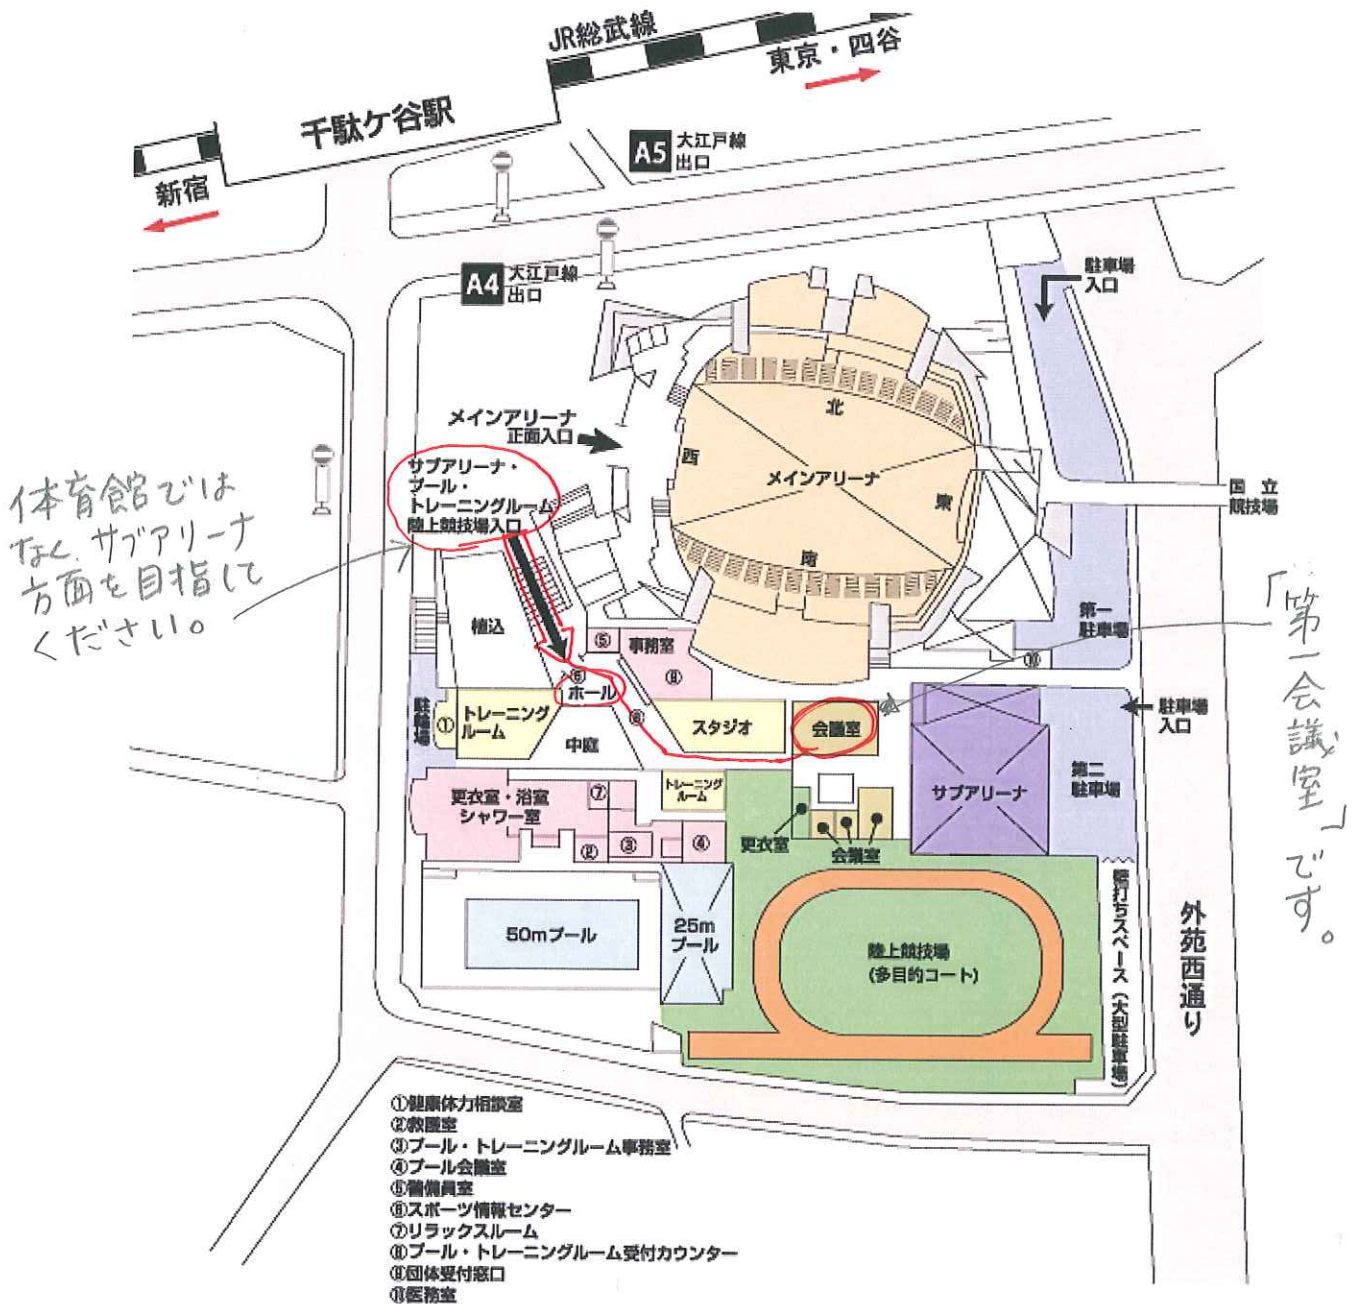 JR総武線
東京・四谷
千駄ケ谷駅
新宿
A5 大江戸線
出口
A4 大江戸線
出口
駐車場
入口
メインアリーナ
正面入口
北
西
メインアリーナ
東
南
サブアリーナ・
プール・
トレーニングルーム
陸上競技場入口
国立
競技場
体育館では
なく、サブアリーナ
方面を目指して
ください。
植込
⑤
事務室
⑨
⑥
ホール
⑧
第一
駐車場
⑩
「第一会議室」です。
駐輪場
①
トレーニング
ルーム
中庭
スタジオ
会議室
駐車場
入口
更衣室・浴室
シャワー室
⑦
トレーニング
ルーム
②
③
④
更衣室
会議室
サブアリーナ
第二
駐車場
50mプール
25m
プール
陸上競技場
(多目的コート)
幅打ちスペース(大型駐車場)
外苑西通り
①健康体力相談室
②救護室
③プール・トレーニングルーム事務室
④プール会議室
⑤警備員室
⑥スポーツ情報センター
⑦リラックスルーム
⑧プール・トレーニングルーム受付カウンター
⑨団体受付窓口
⑩医務室